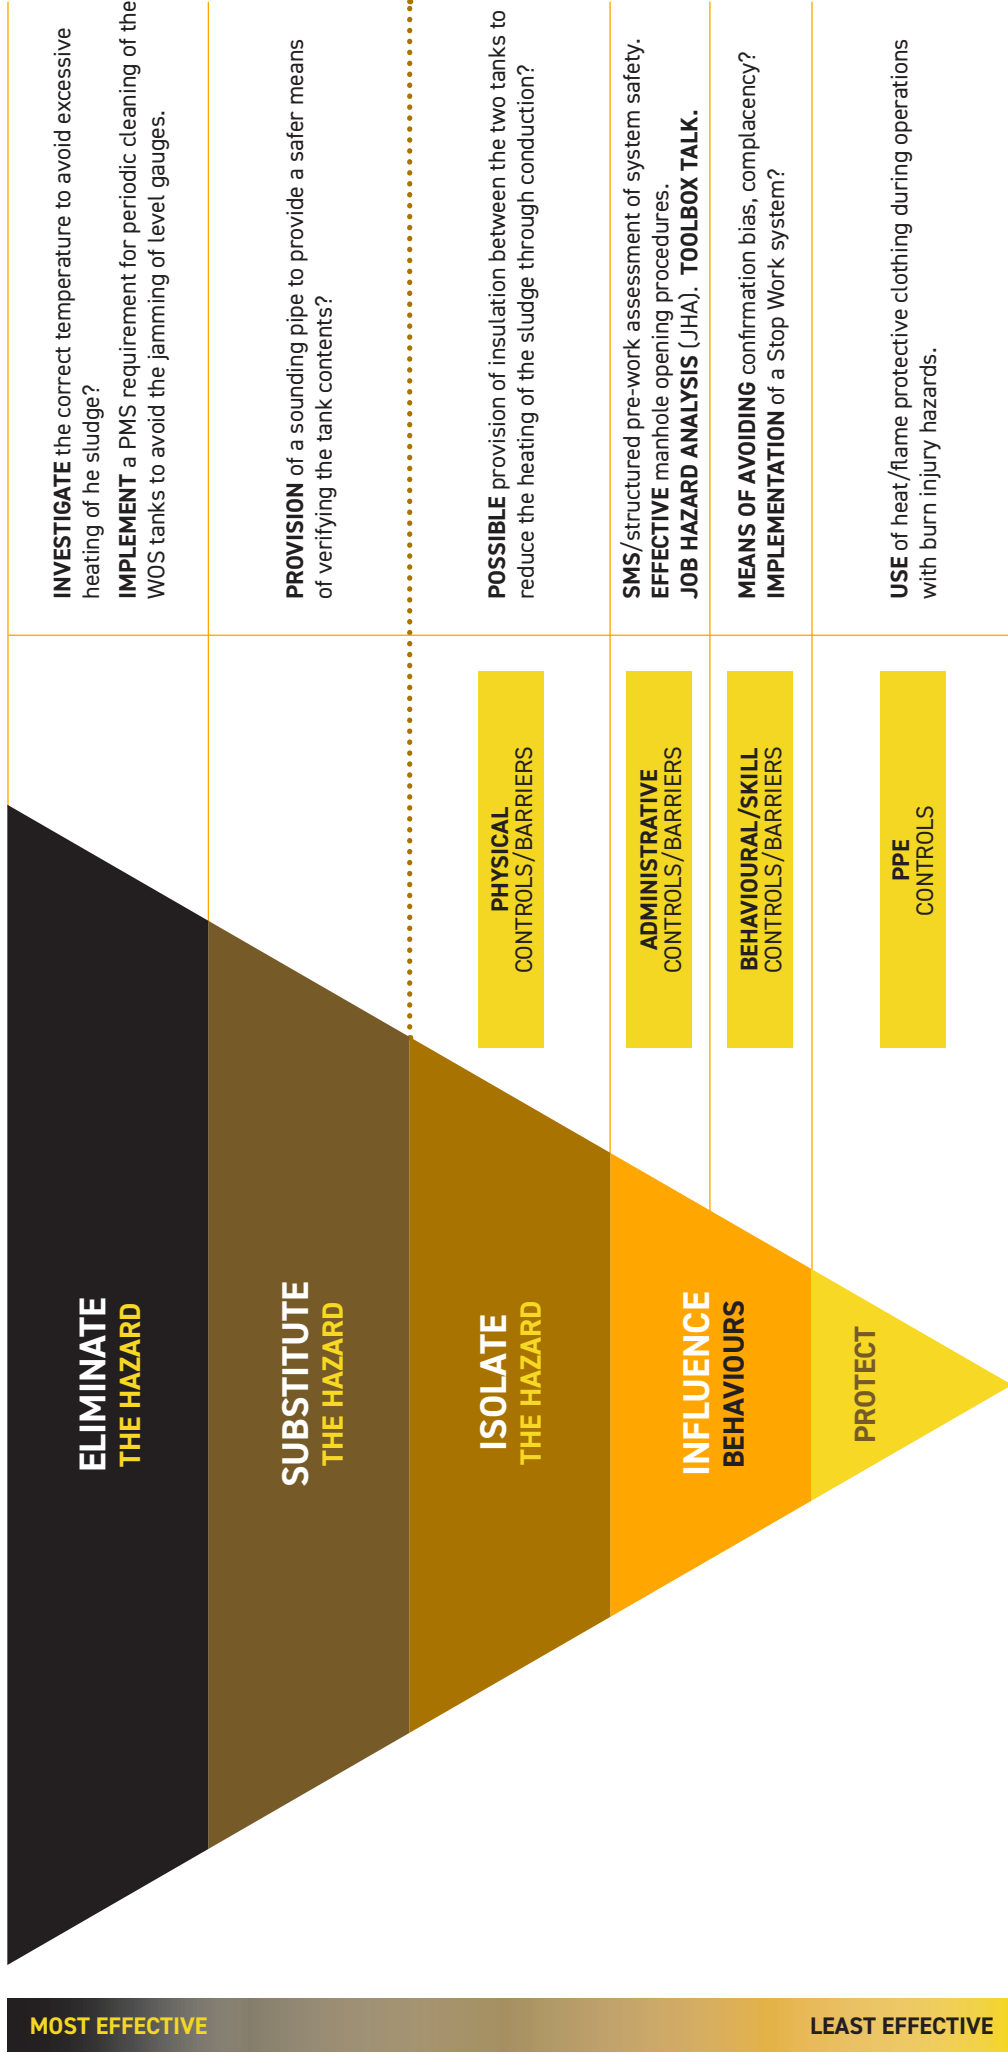 MOST EFFECTIVE
LEAST EFFECTIVE
ELIMINATE
THE HAZARD
INVESTIGATE the correct temperature to avoid excessive
heating of he sludge?
IMPLEMENT a PMS requirement for periodic cleaning of the
WOS tanks to avoid the jamming of level gauges.
SUBSTITUTE
THE HAZARD
PROVISION of a sounding pipe to provide a safer means
of verifying the tank contents?
ISOLATE
THE HAZARD
PHYSICAL
CONTROLS/BARRIERS
POSSIBLE provision of insulation between the two tanks to
reduce the heating of the sludge through conduction?
INFLUENCE
BEHAVIOURS
ADMINISTRATIVE
CONTROLS/BARRIERS
SMS/structured pre-work assessment of system safety.
EFFECTIVE manhole opening procedures.
JOB HAZARD ANALYSIS (JHA). TOOLBOX TALK.
BEHAVIOURAL/SKILL
CONTROLS/BARRIERS
MEANS OF AVOIDING confirmation bias, complacency?
IMPLEMENTATION of a Stop Work system?
PROTECT
PPE
CONTROLS
USE of heat/flame protective clothing during operations
with burn injury hazards.